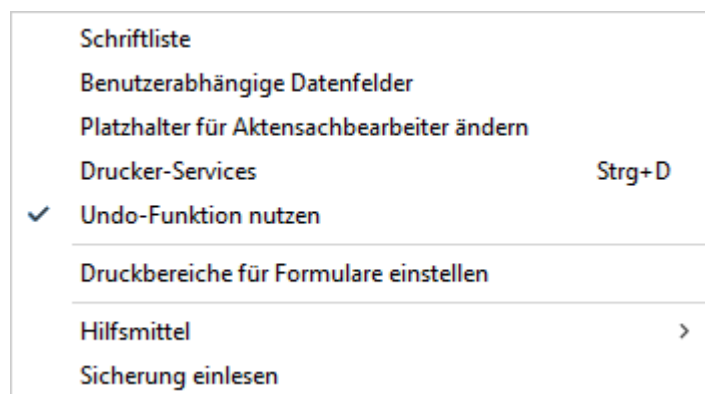 Schriftliste
Benutzerabhängige Datenfelder
Platzhalter für Aktensachbearbeiter ändern
Drucker-Services Strg+D
Undo-Funktion nutzen
Druckbereiche für Formulare einstellen
Hilfsmittel
Sicherung einlesen